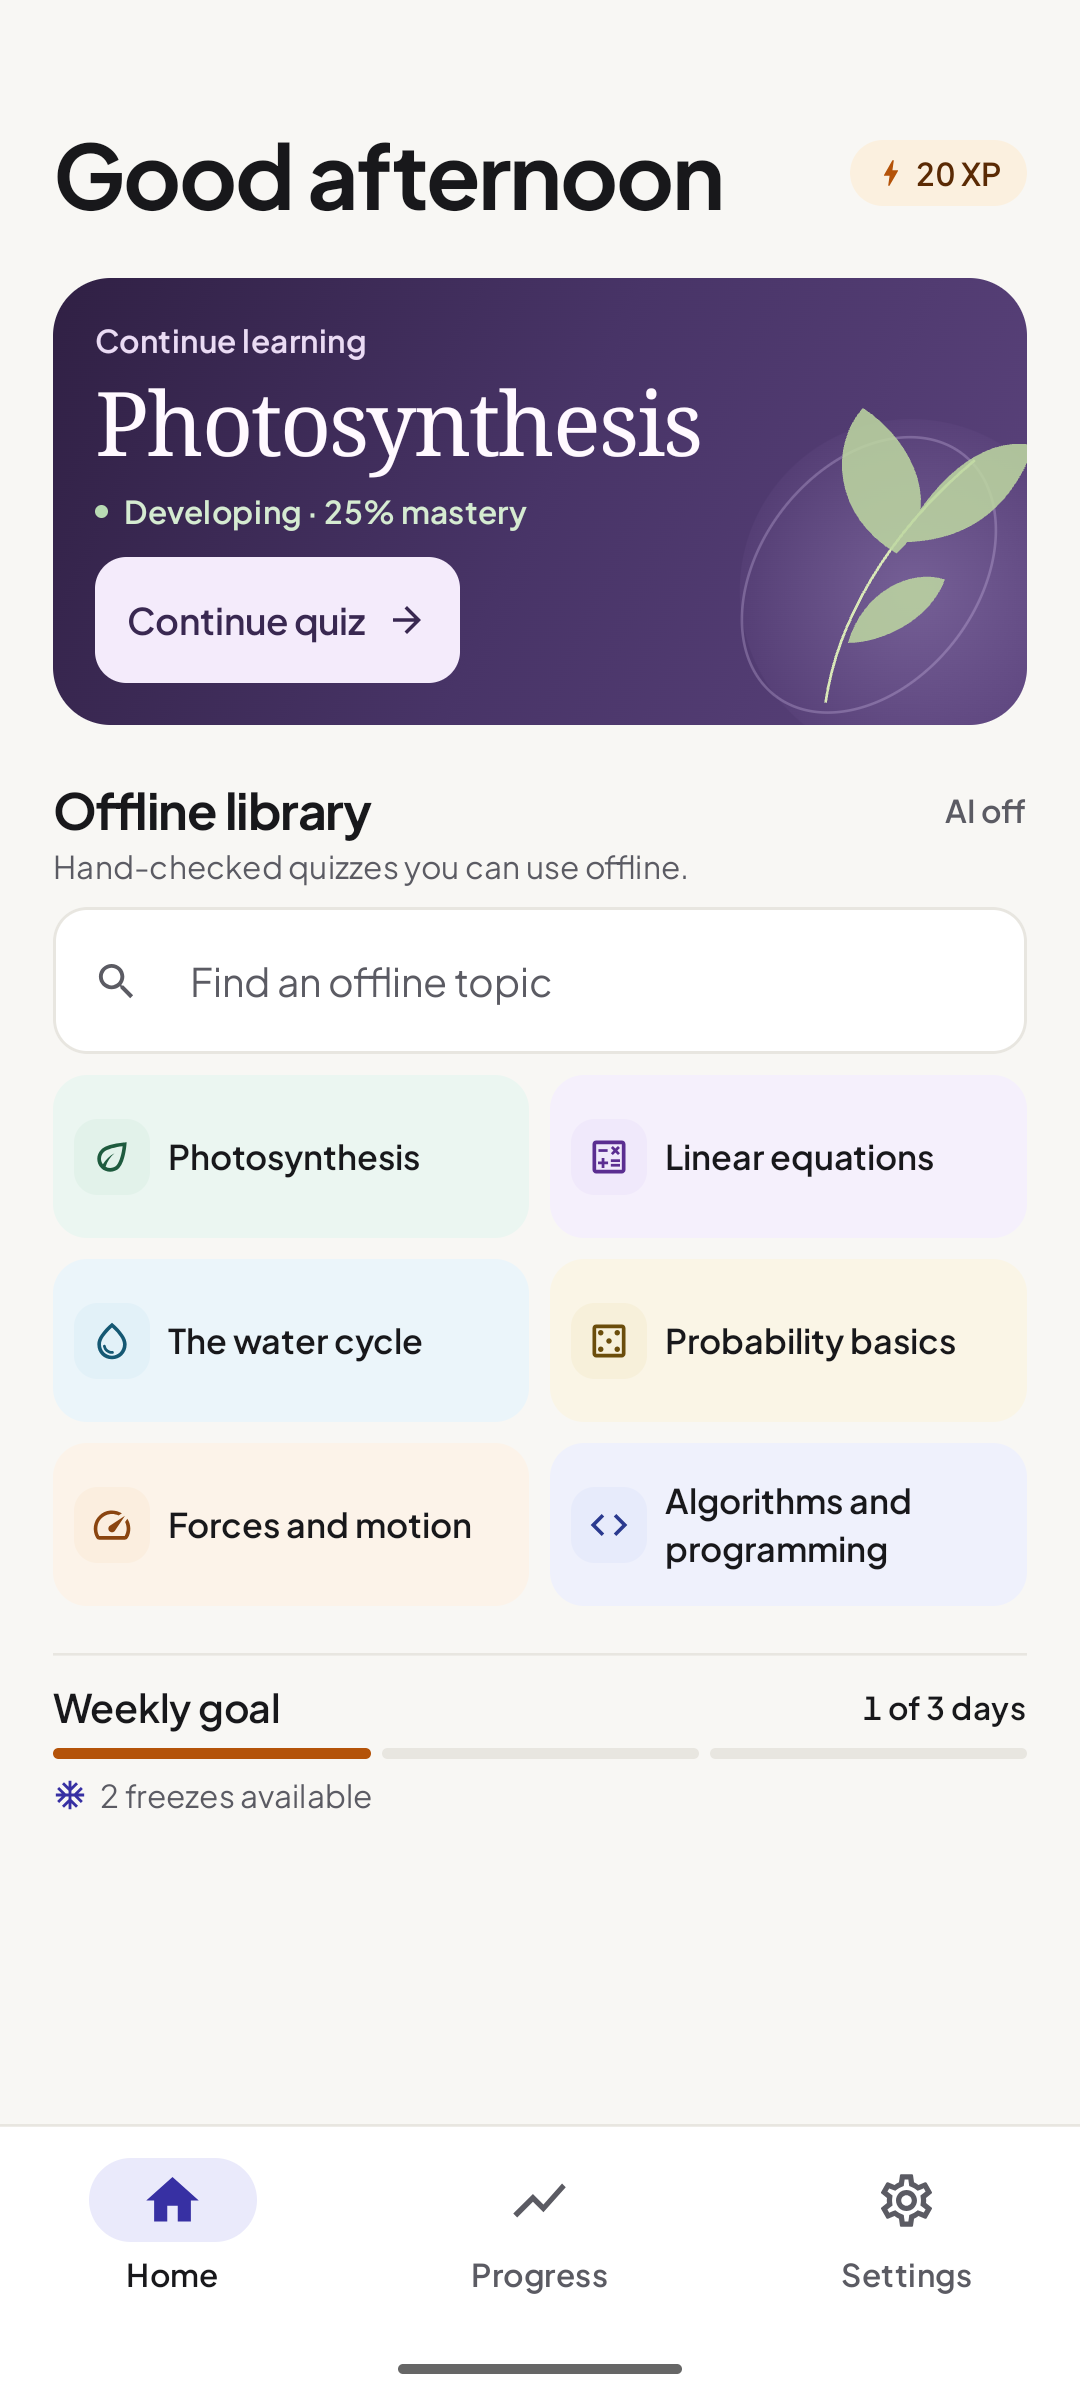 Good afternoon
20 XP
Continue learning
Photosynthesis
Developing · 25% mastery
Continue quiz
Offline library
AI off
Hand-checked quizzes you can use offline.
Find an offline topic
Photosynthesis
Linear equations
The water cycle
Probability basics
Forces and motion
Algorithms and
programming
Weekly goal
1 of 3 days
2 freezes available
Home
Progress
Settings